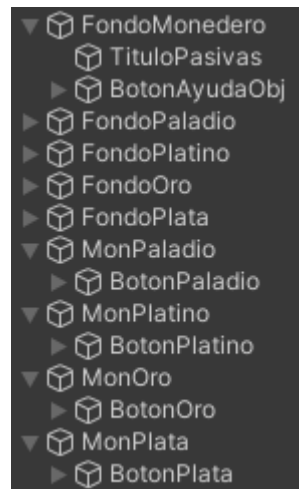 FondoMonedero
TituloPasivas
BotonAyudaObj
FondoPaladio
FondoPlatino
FondoOro
FondoPlata
MonPaladio
BotonPaladio
MonPlatino
BotonPlatino
MonOro
BotonOro
MonPlata
BotonPlata